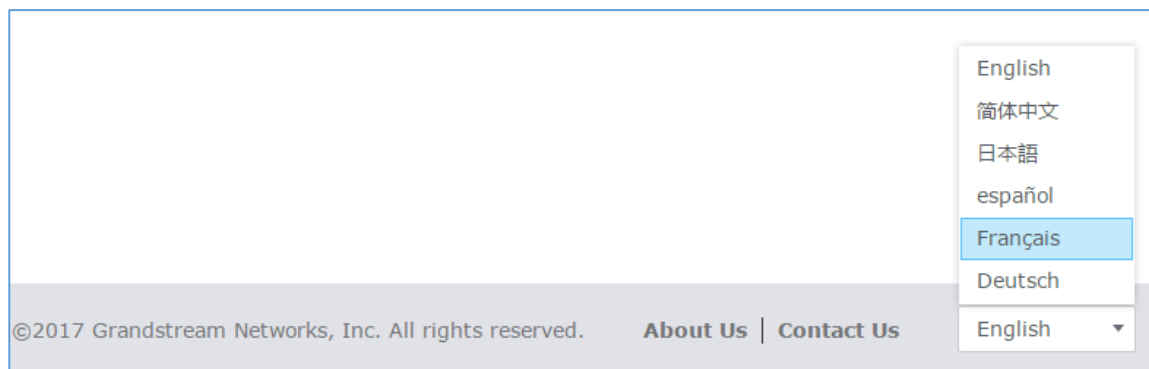 English
简体中文
日本語
español
Français
Deutsch
©2017 Grandstream Networks, Inc. All rights reserved. About Us | Contact Us English